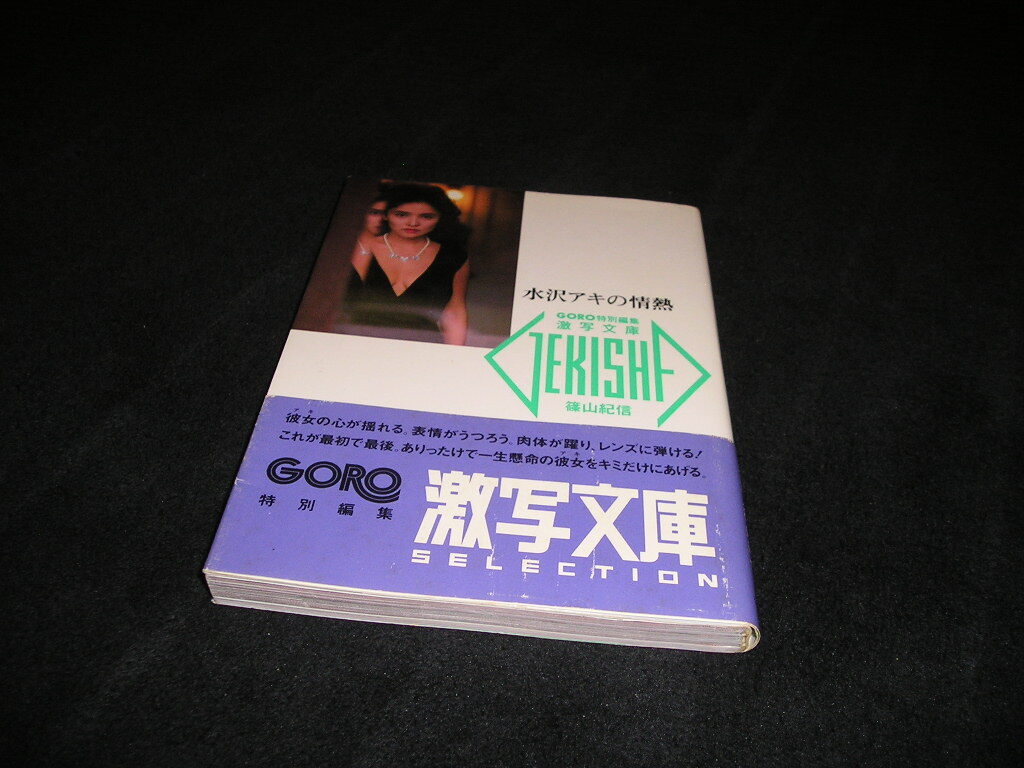 水沢アキの情熱
GORO特別編集
激写文庫
GEKISHA
篠山紀信
彼女の心が揺れる。表情がうつろう。肉体が躍り、レンズに弾ける!
アキ
これが最初で最後。ありったけで一生懸命の彼女をキミだけにあげる。
アキ
GORO
特別編集
激写文庫
SELECTION